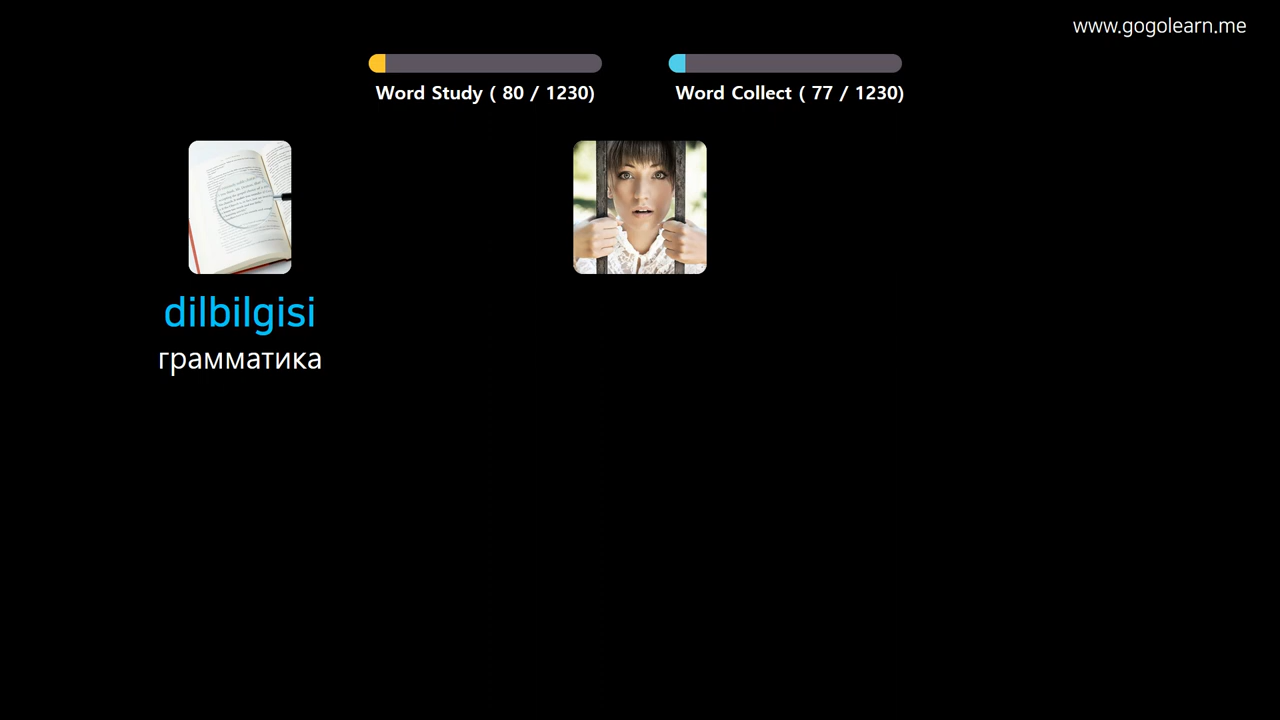 www.gogolearn.me
Word Study ( 80 / 1230)
Word Collect ( 77 / 1230)
dilbilgisi
грамматика